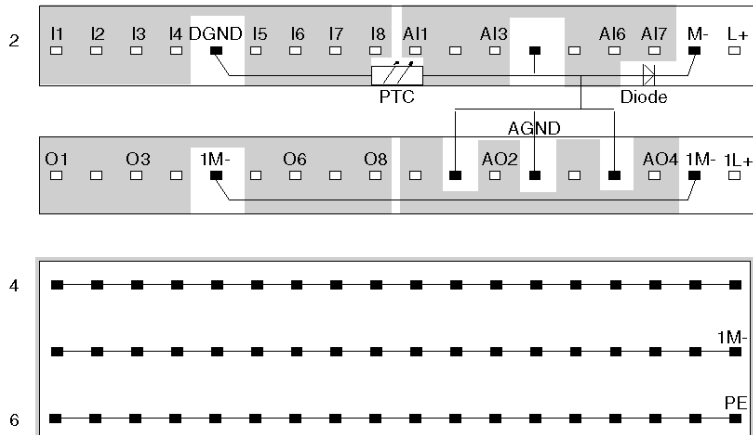 I1 I2 I3 I4 DGND I5 I6 I7 I8 AI1 AI3 AI6 AI7 M- L+
2
PTC Diode
AGND
O1 O3 1M- O6 O8 AO2 AO4 1M- 1L+
4
1M-
PE
6